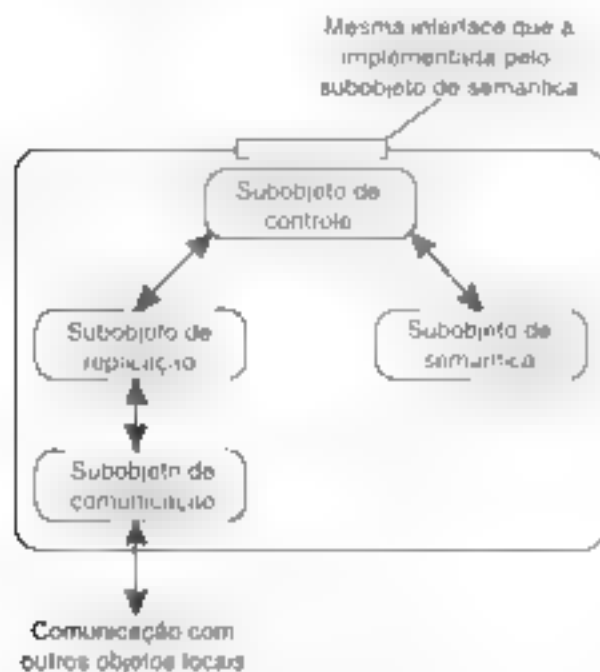 Mesma interface que a
implementada pelo
subobjeto de semântica
Subobjeto de
controle
Subobjeto de
replicação
Subobjeto de
semântica
Subobjeto de
comunicação
Comunicação com
outros objetos locais